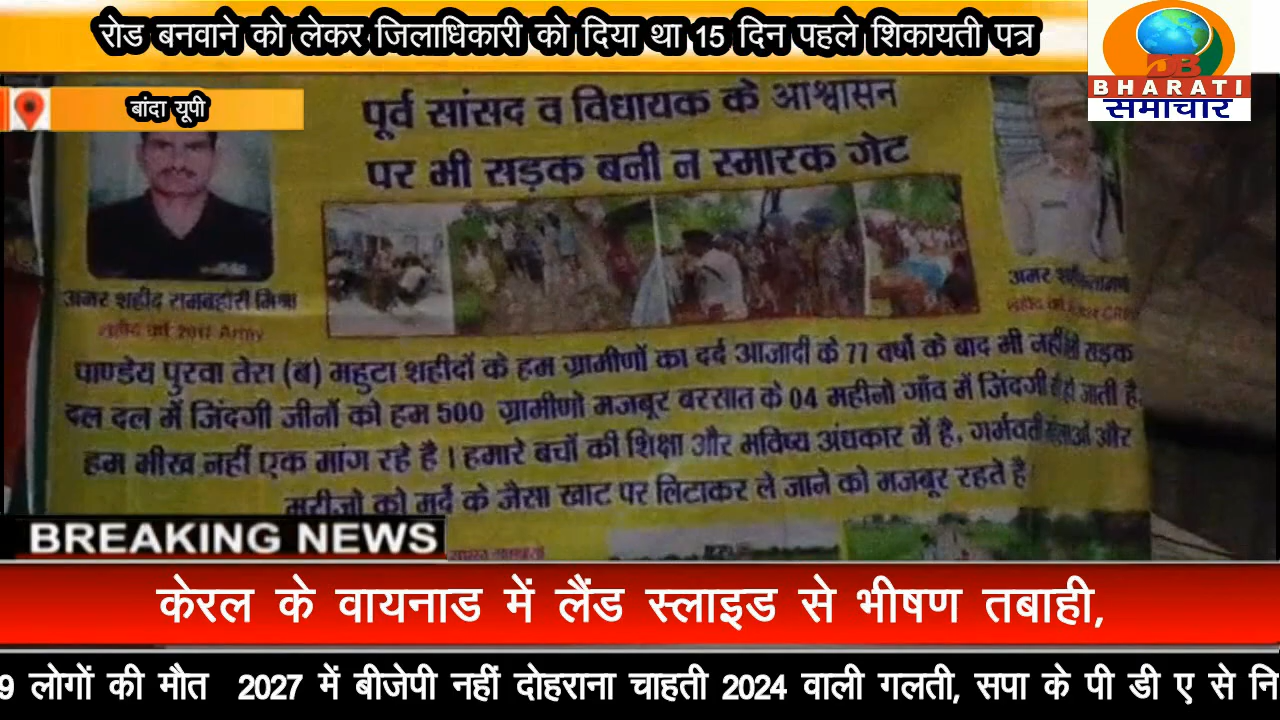 रोड बनवाने को लेकर जिलाधिकारी को दिया था 15 दिन पहले शिकायती पत्र
BHARATI
समाचार
बांदा यूपी
पूर्व सांसद व विधायक के आश्वासन
पर भी सड़क बनी न स्मारक गेट
अमर शहीद रामबहोरी मिश्रा
अमर
Army
पाण्डेय पुरवा तेरा (ब) महुटा शहीदों के हम ग्रामीणों का दर्द आजादी के 77 वर्षो के बाद भी नहीं सड़क
दल दल में जिंदगी जीनों को हम 500 ग्रामीणो मजबूर बरसात के 04 महीनो गाँव में जिंदगी हो जाती है,
हम भीख नहीं एक मांग रहे है । हमारे बचों की शिक्षा और भविष्य अंधकार में है, गर्मवती और
मरीजो को मुर्दे के जैसा खाट पर लिटाकर ले जाने को मजबूर रहते है
BREAKING NEWS
केरल के वायनाड में लैंड स्लाइड से भीषण तबाही,
9 लोगों की मौत 2027 में बीजेपी नहीं दोहराना चाहती 2024 वाली गलती, सपा के पी डी ए से नि